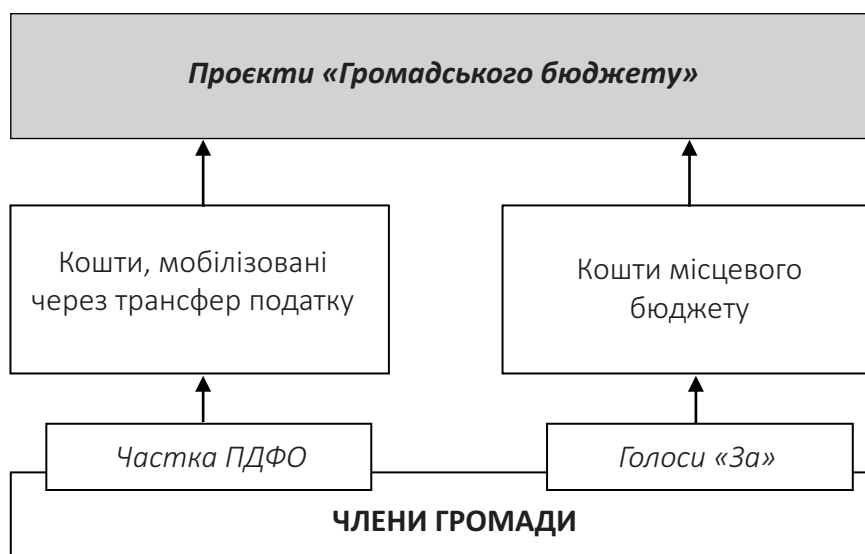 Проєкти «Громадського бюджету»
Кошти, мобілізовані
через трансфер податку
Кошти місцевого
бюджету
Частка ПДФО
Голоси «За»
ЧЛЕНИ ГРОМАДИ